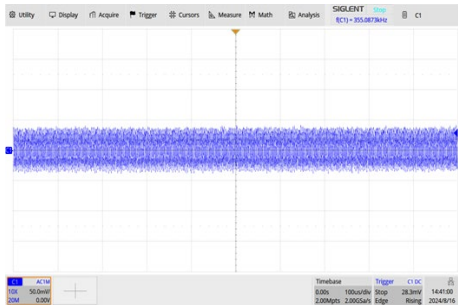 Utility Display Acquire Trigger Cursors Measure Math Analysis SIGLENT Stop C1
f(C1) = 355.0873kHz
C1 AC1M
10X 50.0mV/
20M 0.00V
Timebase
0.00s 100us/div
2.00Mpts 2.00GSa/s
Trigger C1 DC
Stop 28.3mV
Edge Rising
14:41:00
2024/8/16